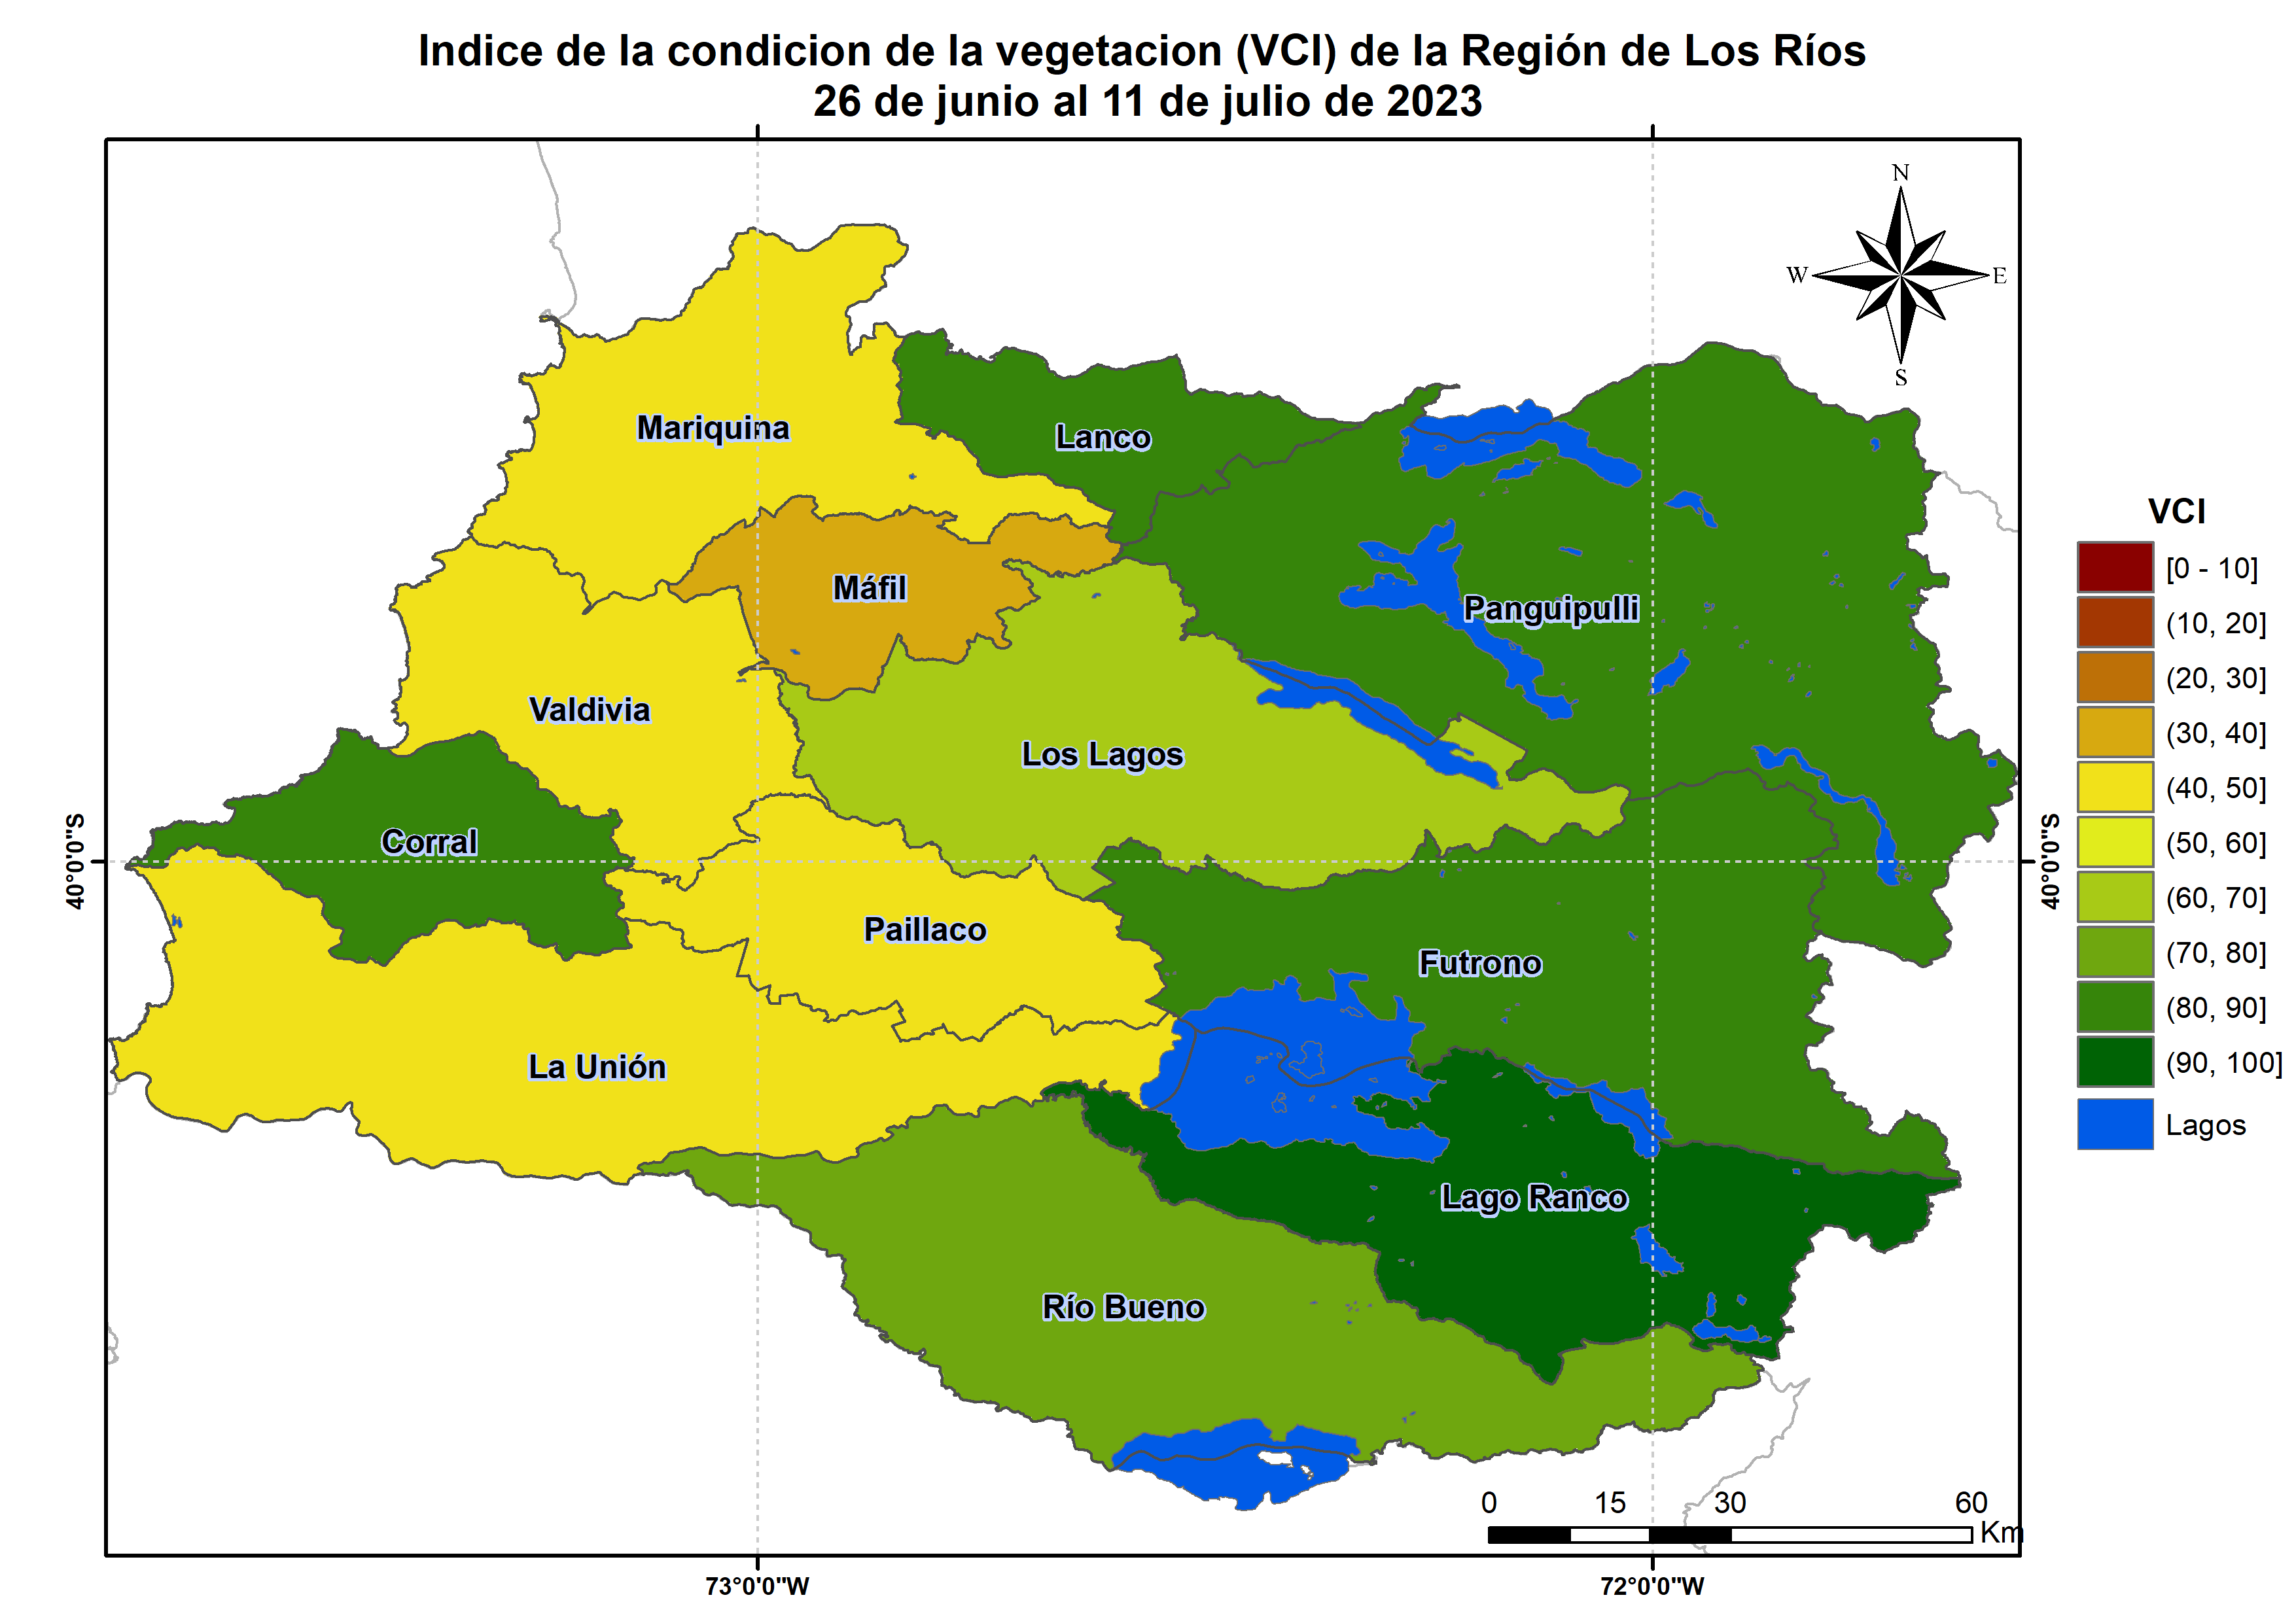 Indice de la condicion de la vegetacion (VCI) de la Región de Los Ríos
26 de junio al 11 de julio de 2023
N
W
E
S
Mariquina
Lanco
Máfil
Panguipulli
Valdivia
Los Lagos
Corral
Paillaco
Futrono
La Unión
Lago Ranco
Río Bueno
VCI
[0 - 10]
(10, 20]
(20, 30]
(30, 40]
(40, 50]
(50, 60]
(60, 70]
(70, 80]
(80, 90]
(90, 100]
Lagos
40°0'0"S
40°0'0"S
0 15 30 60
Km
73°0'0"W
72°0'0"W